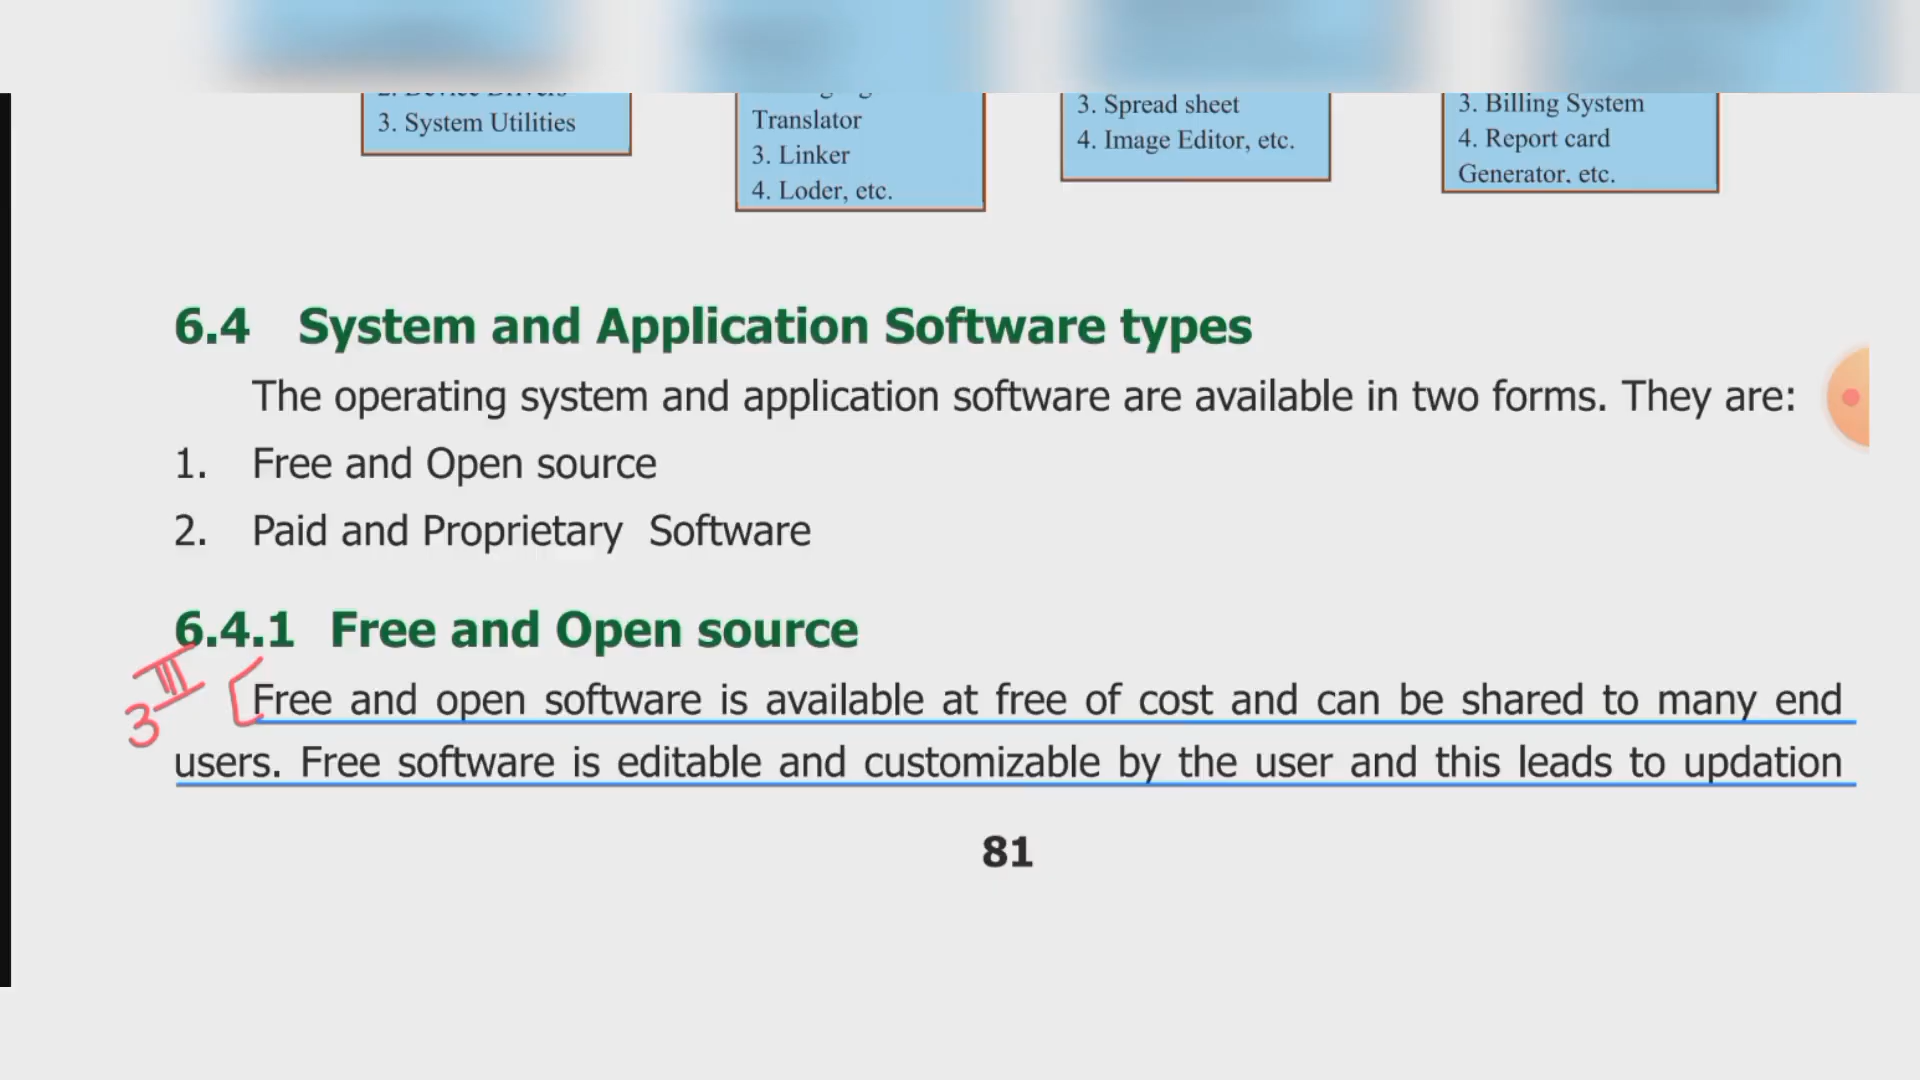 3. System Utilities
Translator
3. Linker
4. Loder, etc.
3. Spread sheet
4. Image Editor, etc.
3. Billing System
4. Report card
Generator, etc.
6.4 System and Application Software types
The operating system and application software are available in two forms. They are:
1. Free and Open source
2. Paid and Proprietary Software
6.4.1 Free and Open source
3 III
Free and open software is available at free of cost and can be shared to many end
users. Free software is editable and customizable by the user and this leads to updation
81